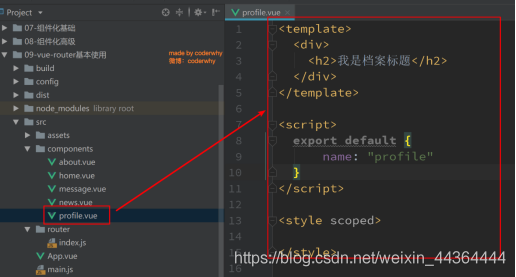 Project
profile.vue
07-组件化基础
08-组件化高级
09-vue-router基本使用
made by coderwhy
微博：coderwhy
build
config
dist
node_modules library root
src
assets
components
about.vue
home.vue
message.vue
news.vue
profile.vue
router
index.js
App.vue
main.js
1 <template>
2 <div>
3 <h2>我是档案标题</h2>
4 </div>
5 </template>
6
7 <script>
8 export default {
9 name: "profile"
10 }
11 </script>
12
13 <style scoped>
14
15 </style>
https://blog.csdn.net/weixin_44364444